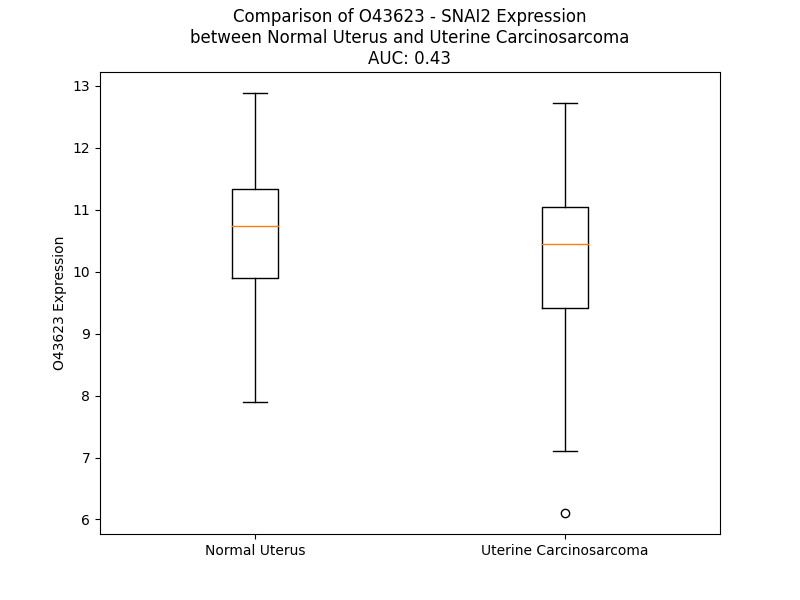 Comparison of O43623 - SNAI2 Expression
between Normal Uterus and Uterine Carcinosarcoma
AUC: 0.43
13
12
11
10
9
8
7
6
O43623 Expression
Normal Uterus
Uterine Carcinosarcoma